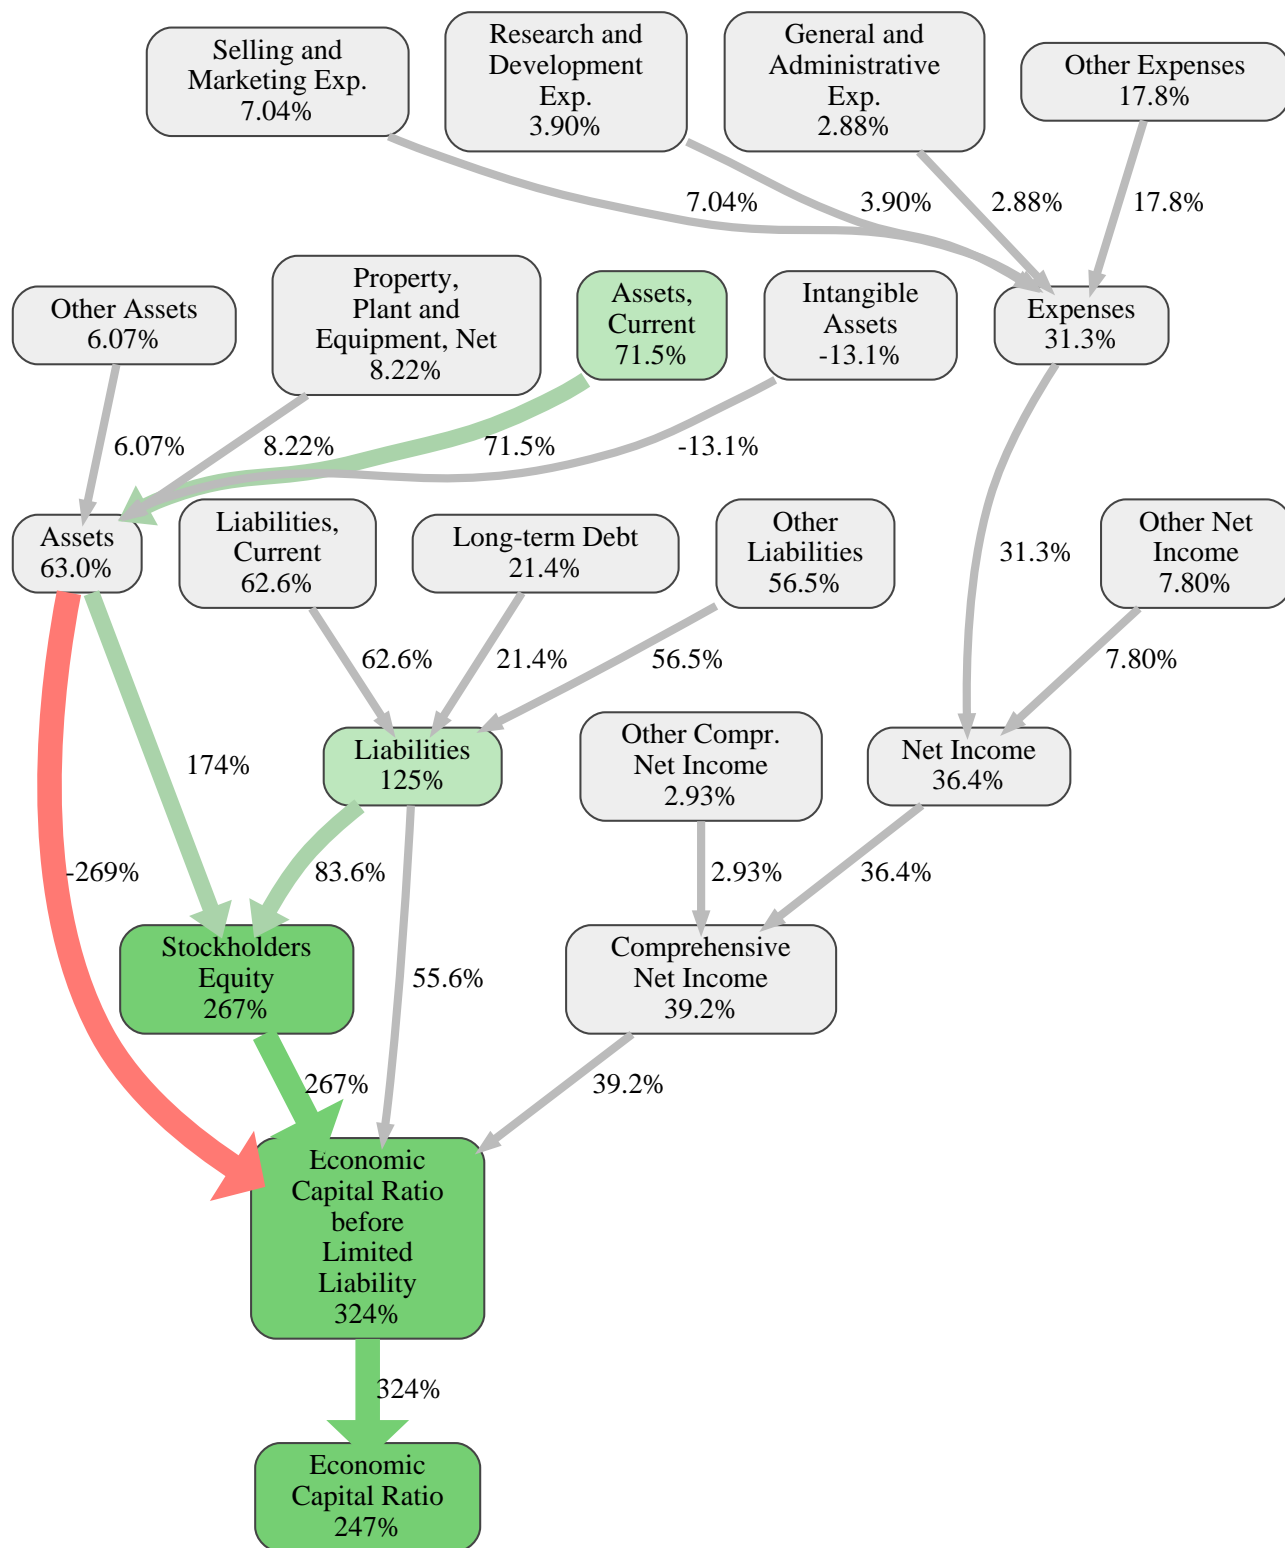 Selling and
Marketing Exp.
7.04%
Research and
Development
Exp.
3.90%
General and
Administrative
Exp.
2.88%
Other Expenses
17.8%
7.04%
3.90%
2.88%
17.8%
Other Assets
6.07%
Property,
Plant and
Equipment, Net
8.22%
Assets,
Current
71.5%
Intangible
Assets
-13.1%
Expenses
31.3%
6.07%
8.22%
71.5%
-13.1%
Assets
63.0%
Liabilities,
Current
62.6%
Long-term Debt
21.4%
Other
Liabilities
56.5%
31.3%
Other Net
Income
7.80%
62.6%
21.4%
56.5%
7.80%
174%
Liabilities
125%
Other Compr.
Net Income
2.93%
Net Income
36.4%
-269%
83.6%
2.93%
36.4%
Stockholders
Equity
267%
55.6%
Comprehensive
Net Income
39.2%
267%
39.2%
Economic
Capital Ratio
before
Limited
Liability
324%
324%
Economic
Capital Ratio
247%